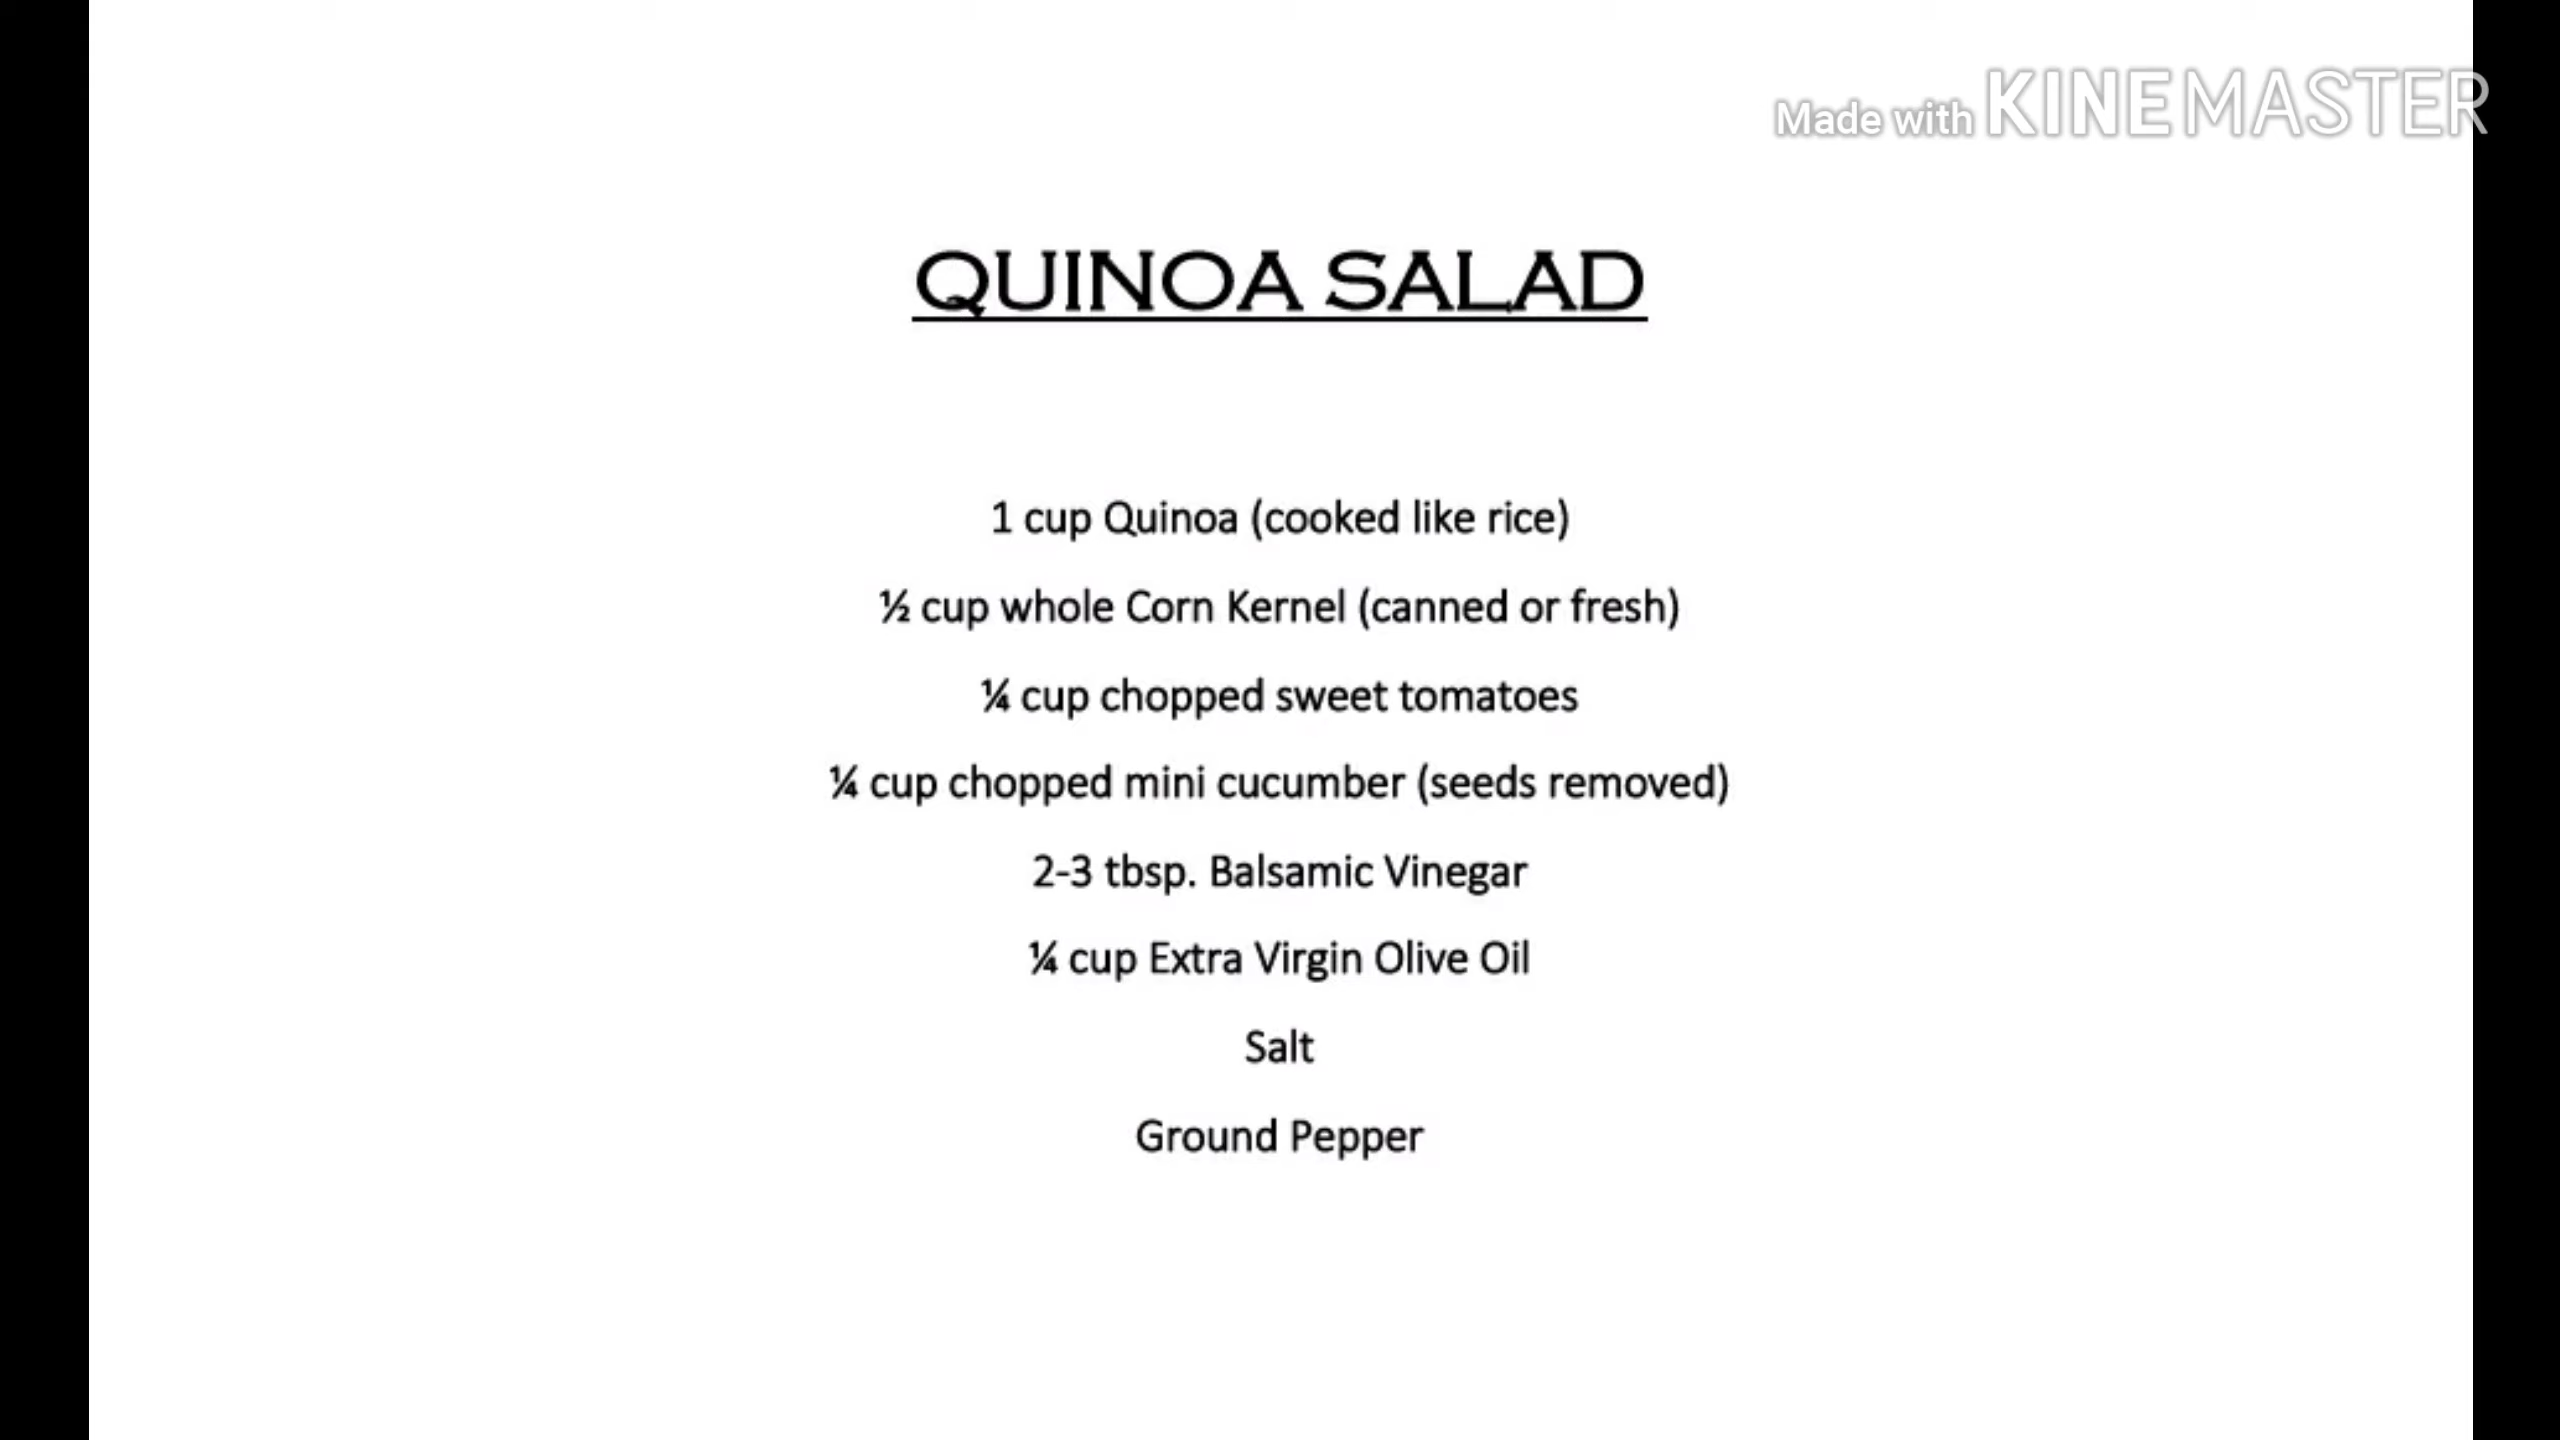 Made with KINEMASTER
QUINOA SALAD
1 cup Quinoa (cooked like rice)
½ cup whole Corn Kernel (canned or fresh)
¼ cup chopped sweet tomatoes
¼ cup chopped mini cucumber (seeds removed)
2-3 tbsp. Balsamic Vinegar
¼ cup Extra Virgin Olive Oil
Salt
Ground Pepper